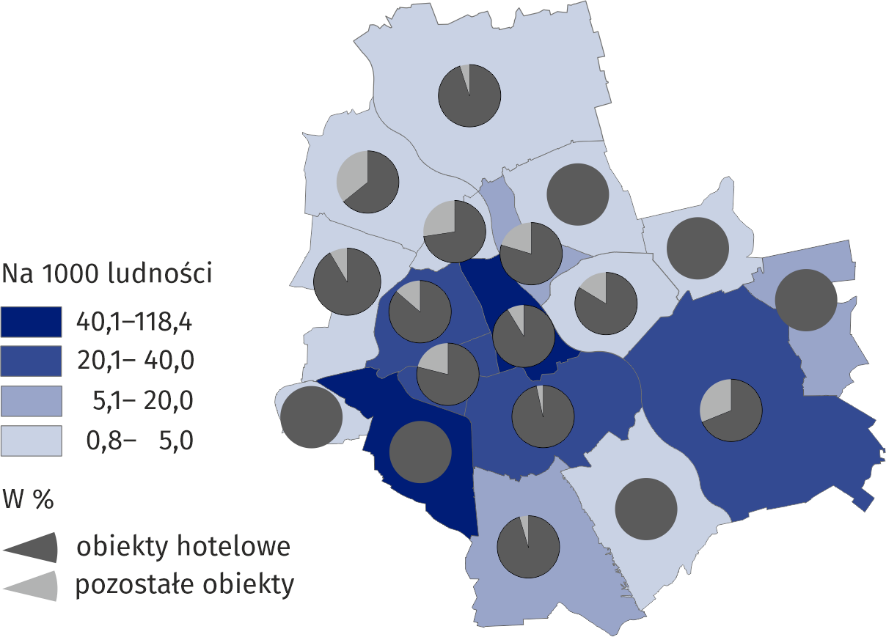 Na 1000 ludności
40,1–118,4
20,1– 40,0
5,1– 20,0
0,8– 5,0
W %
obiekty hotelowe
pozostałe obiekty